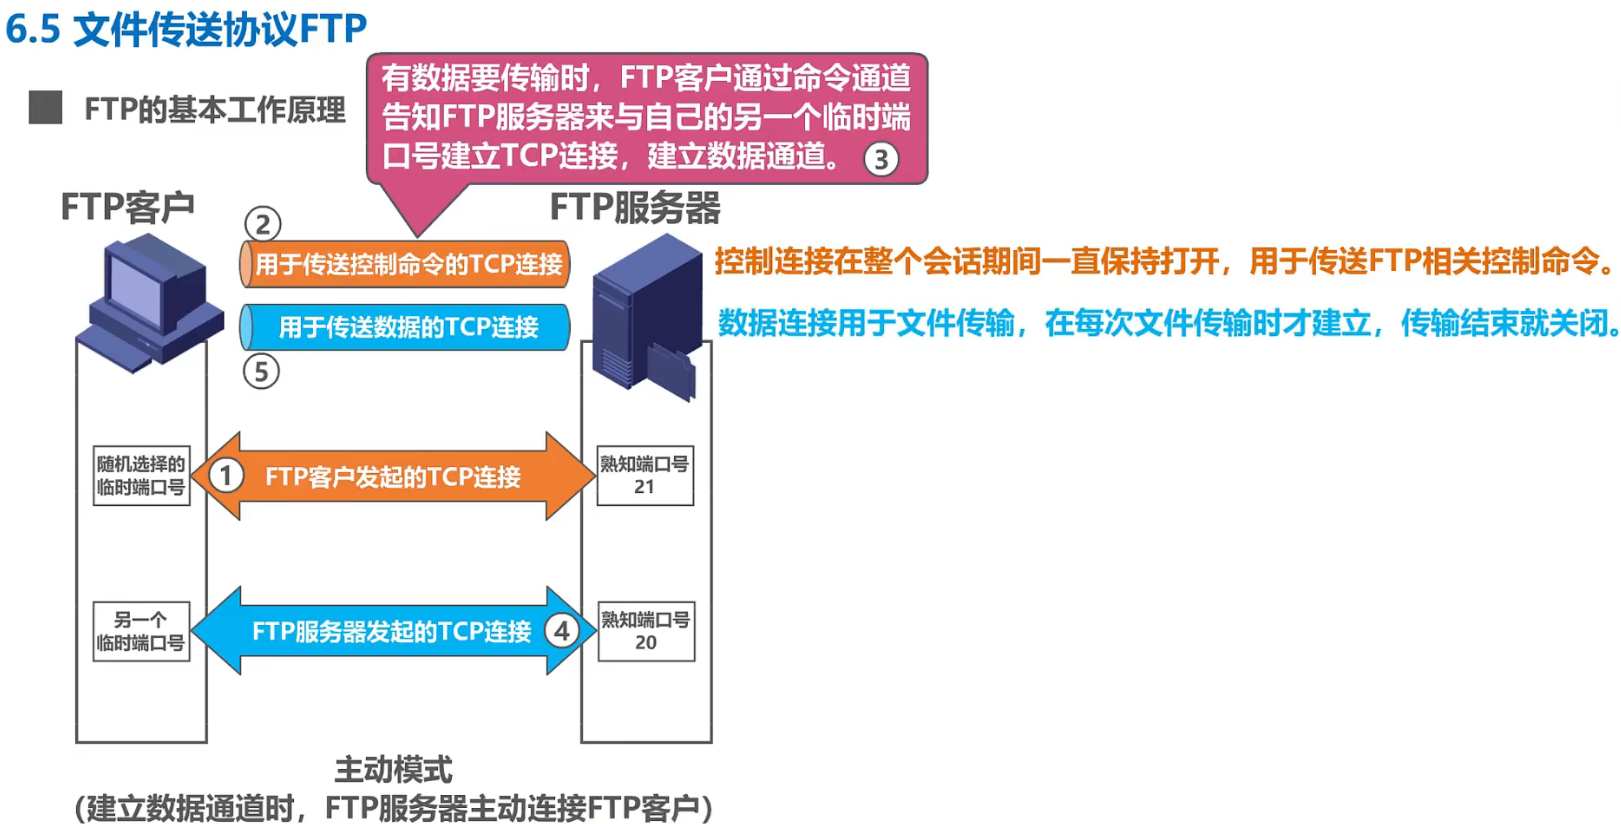 6.5 文件传送协议FTP
FTP的基本工作原理
有数据要传输时，FTP客户通过命令通道
告知FTP服务器来与自己的另一个临时端
口号建立TCP连接，建立数据通道。 ③
FTP客户
FTP服务器
②
用于传送控制命令的TCP连接
控制连接在整个会话期间一直保持打开，用于传送FTP相关控制命令。
用于传送数据的TCP连接
数据连接用于文件传输，在每次文件传输时才建立，传输结束就关闭。
⑤
随机选择的
临时端口号
① FTP客户发起的TCP连接
熟知端口号
21
另一个
临时端口号
FTP服务器发起的TCP连接 ④
熟知端口号
20
主动模式
(建立数据通道时，FTP服务器主动连接FTP客户)